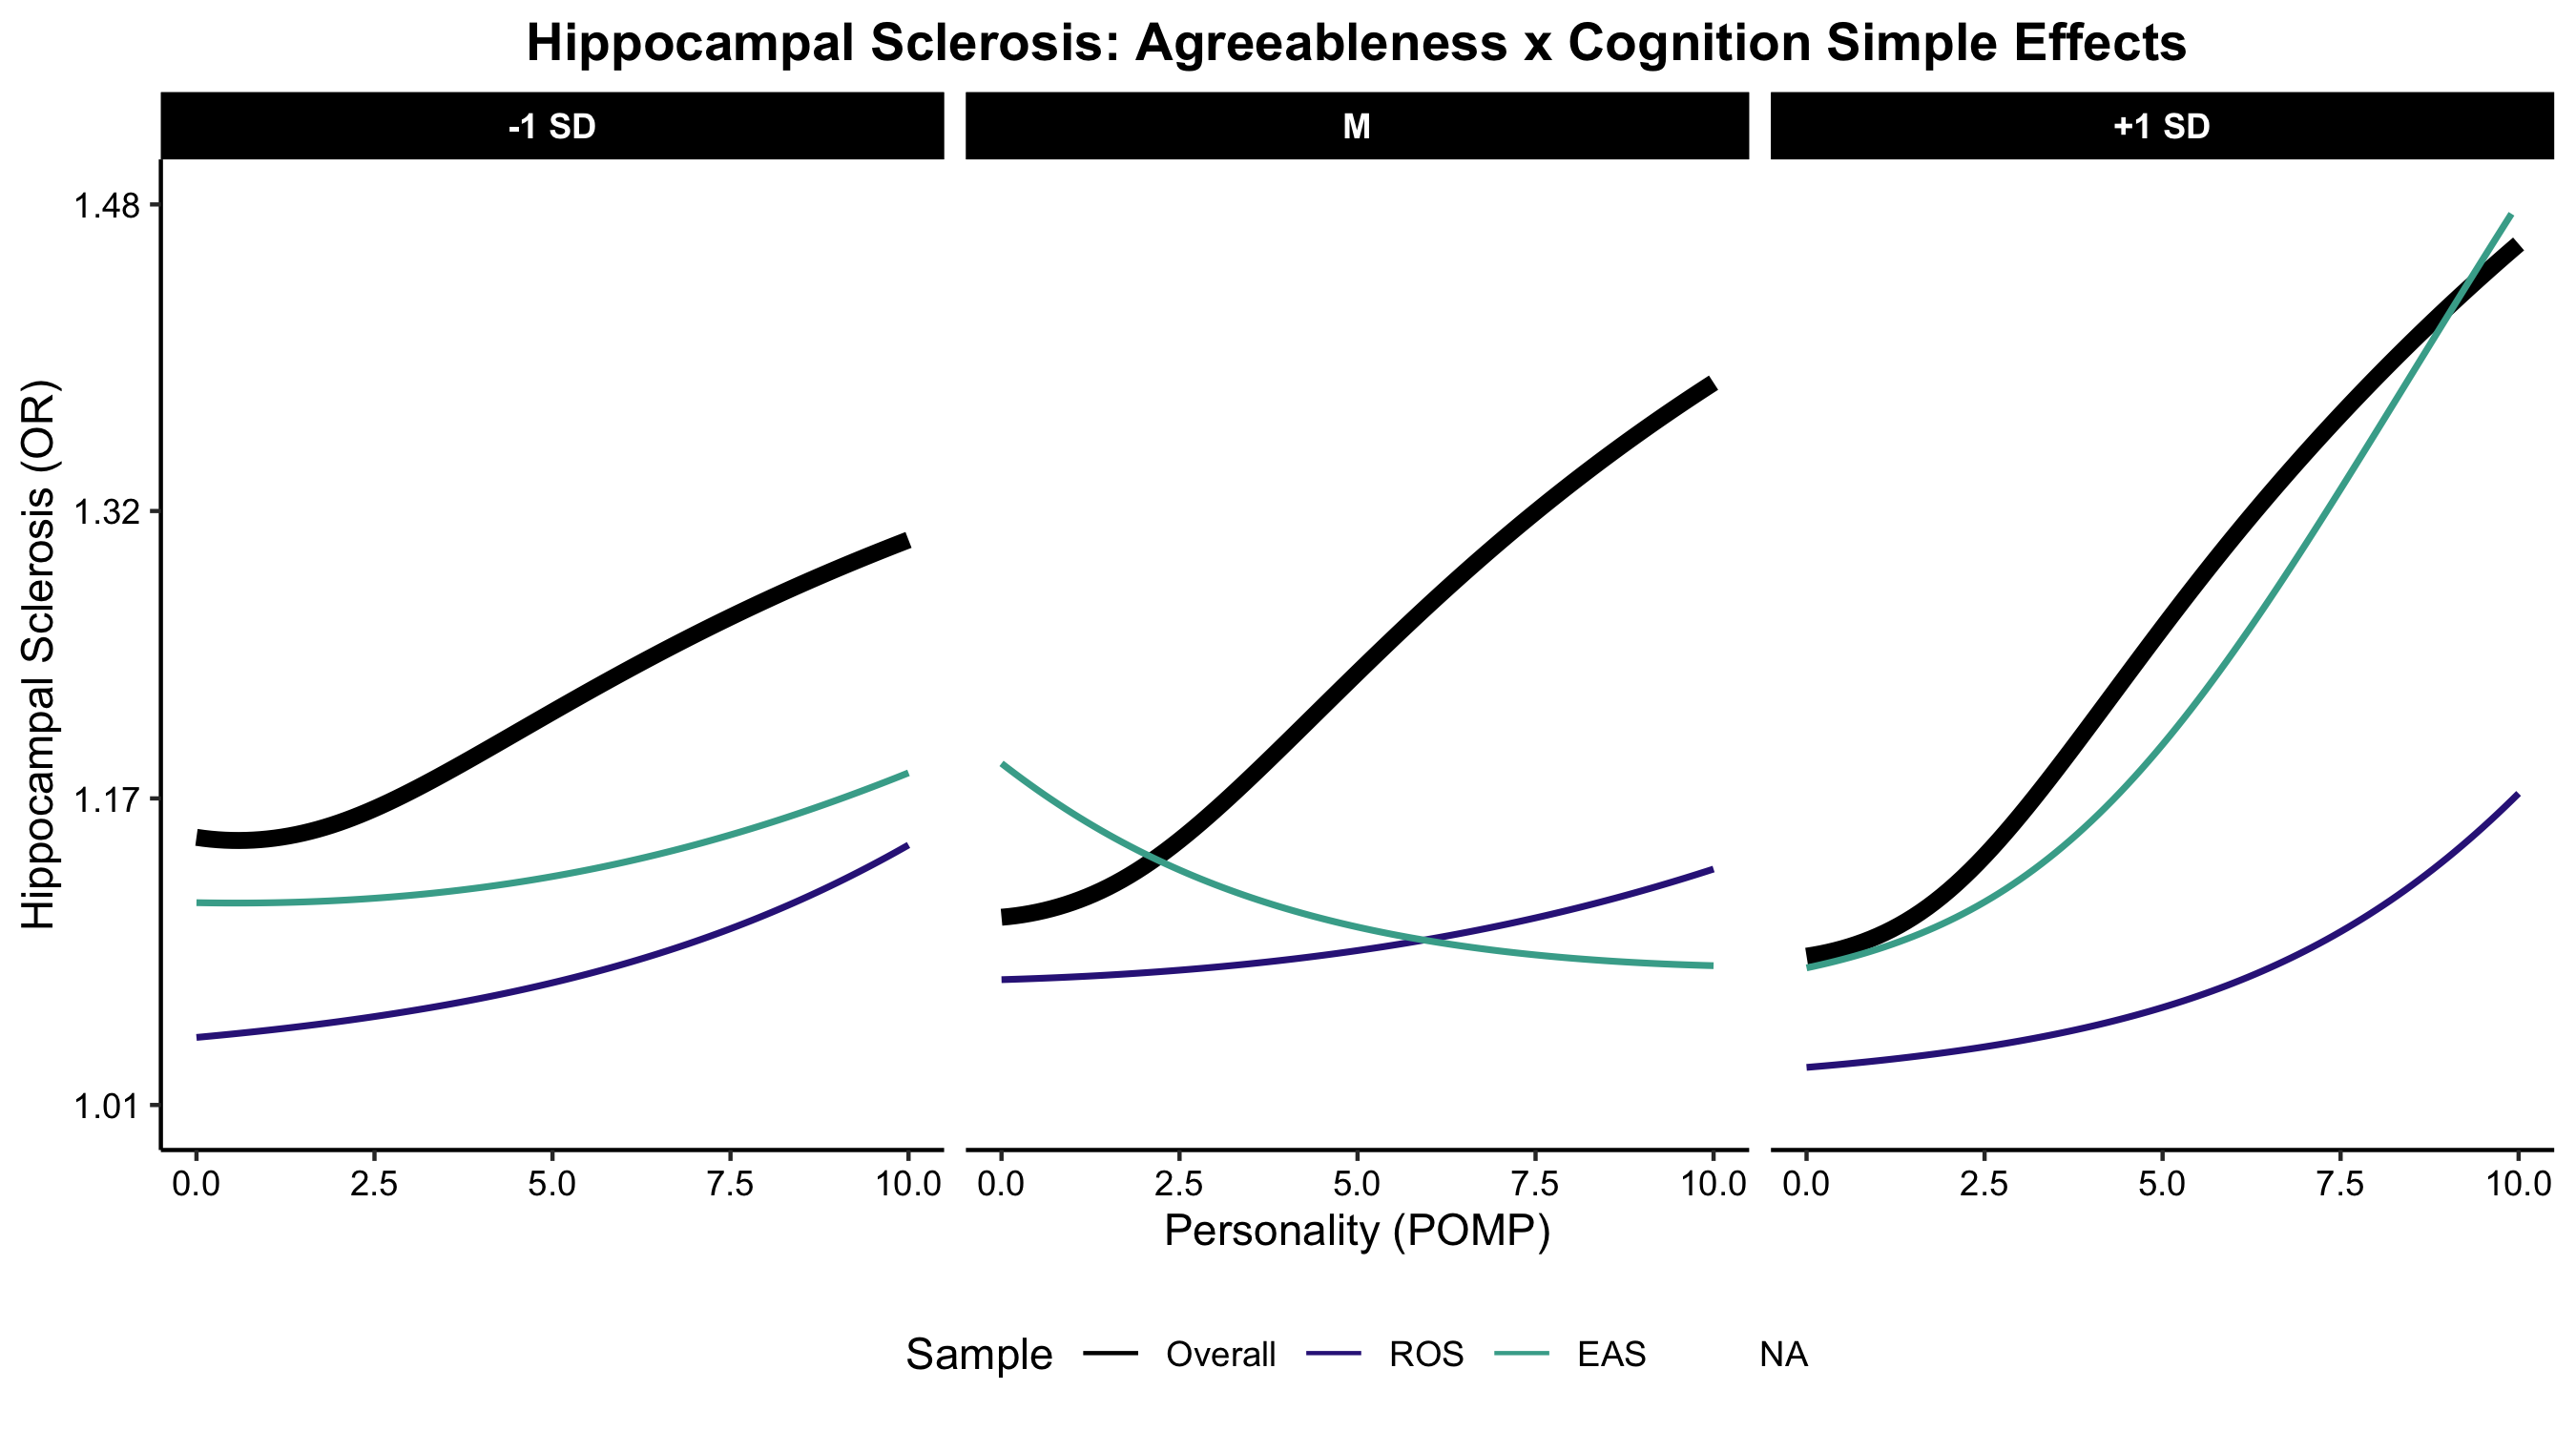 Hippocampal Sclerosis: Agreeableness x Cognition Simple Effects
-1 SD
M
+1 SD
Hippocampal Sclerosis (OR)
1.48
1.32
1.17
1.01
0.0 2.5 5.0 7.5 10.0
0.0 2.5 5.0 7.5 10.0
0.0 2.5 5.0 7.5 10.0
Personality (POMP)
Sample Overall ROS EAS NA